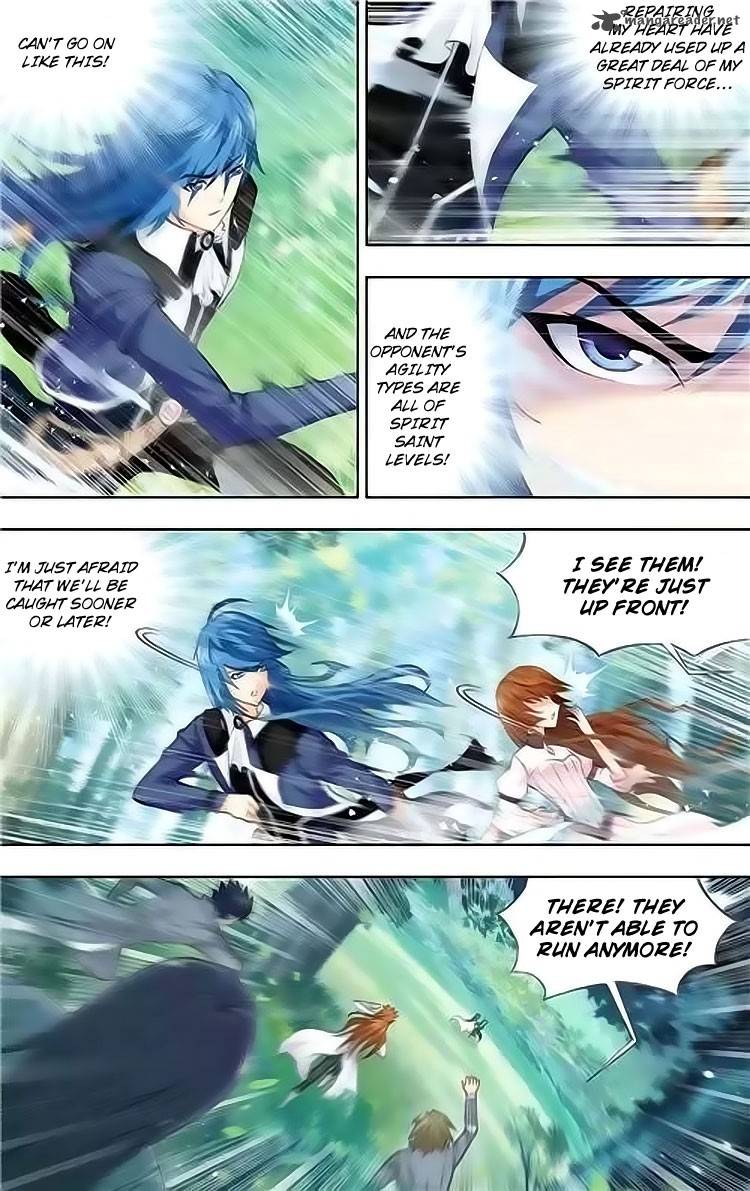 CAN'T GO ON
LIKE THIS!
mangareader.net
REPAIRING
MY HEART HAVE
ALREADY USED UP A
GREAT DEAL OF MY
SPIRIT FORCE...
AND THE
OPPONENT'S
AGILITY
TYPES ARE
ALL OF
SPIRIT
SAINT
LEVELS!
I'M JUST AFRAID
THAT WE'LL BE
CAUGHT SOONER
OR LATER!
I SEE THEM!
THEY'RE JUST
UP FRONT!
THERE! THEY
AREN'T ABLE TO
RUN ANYMORE!